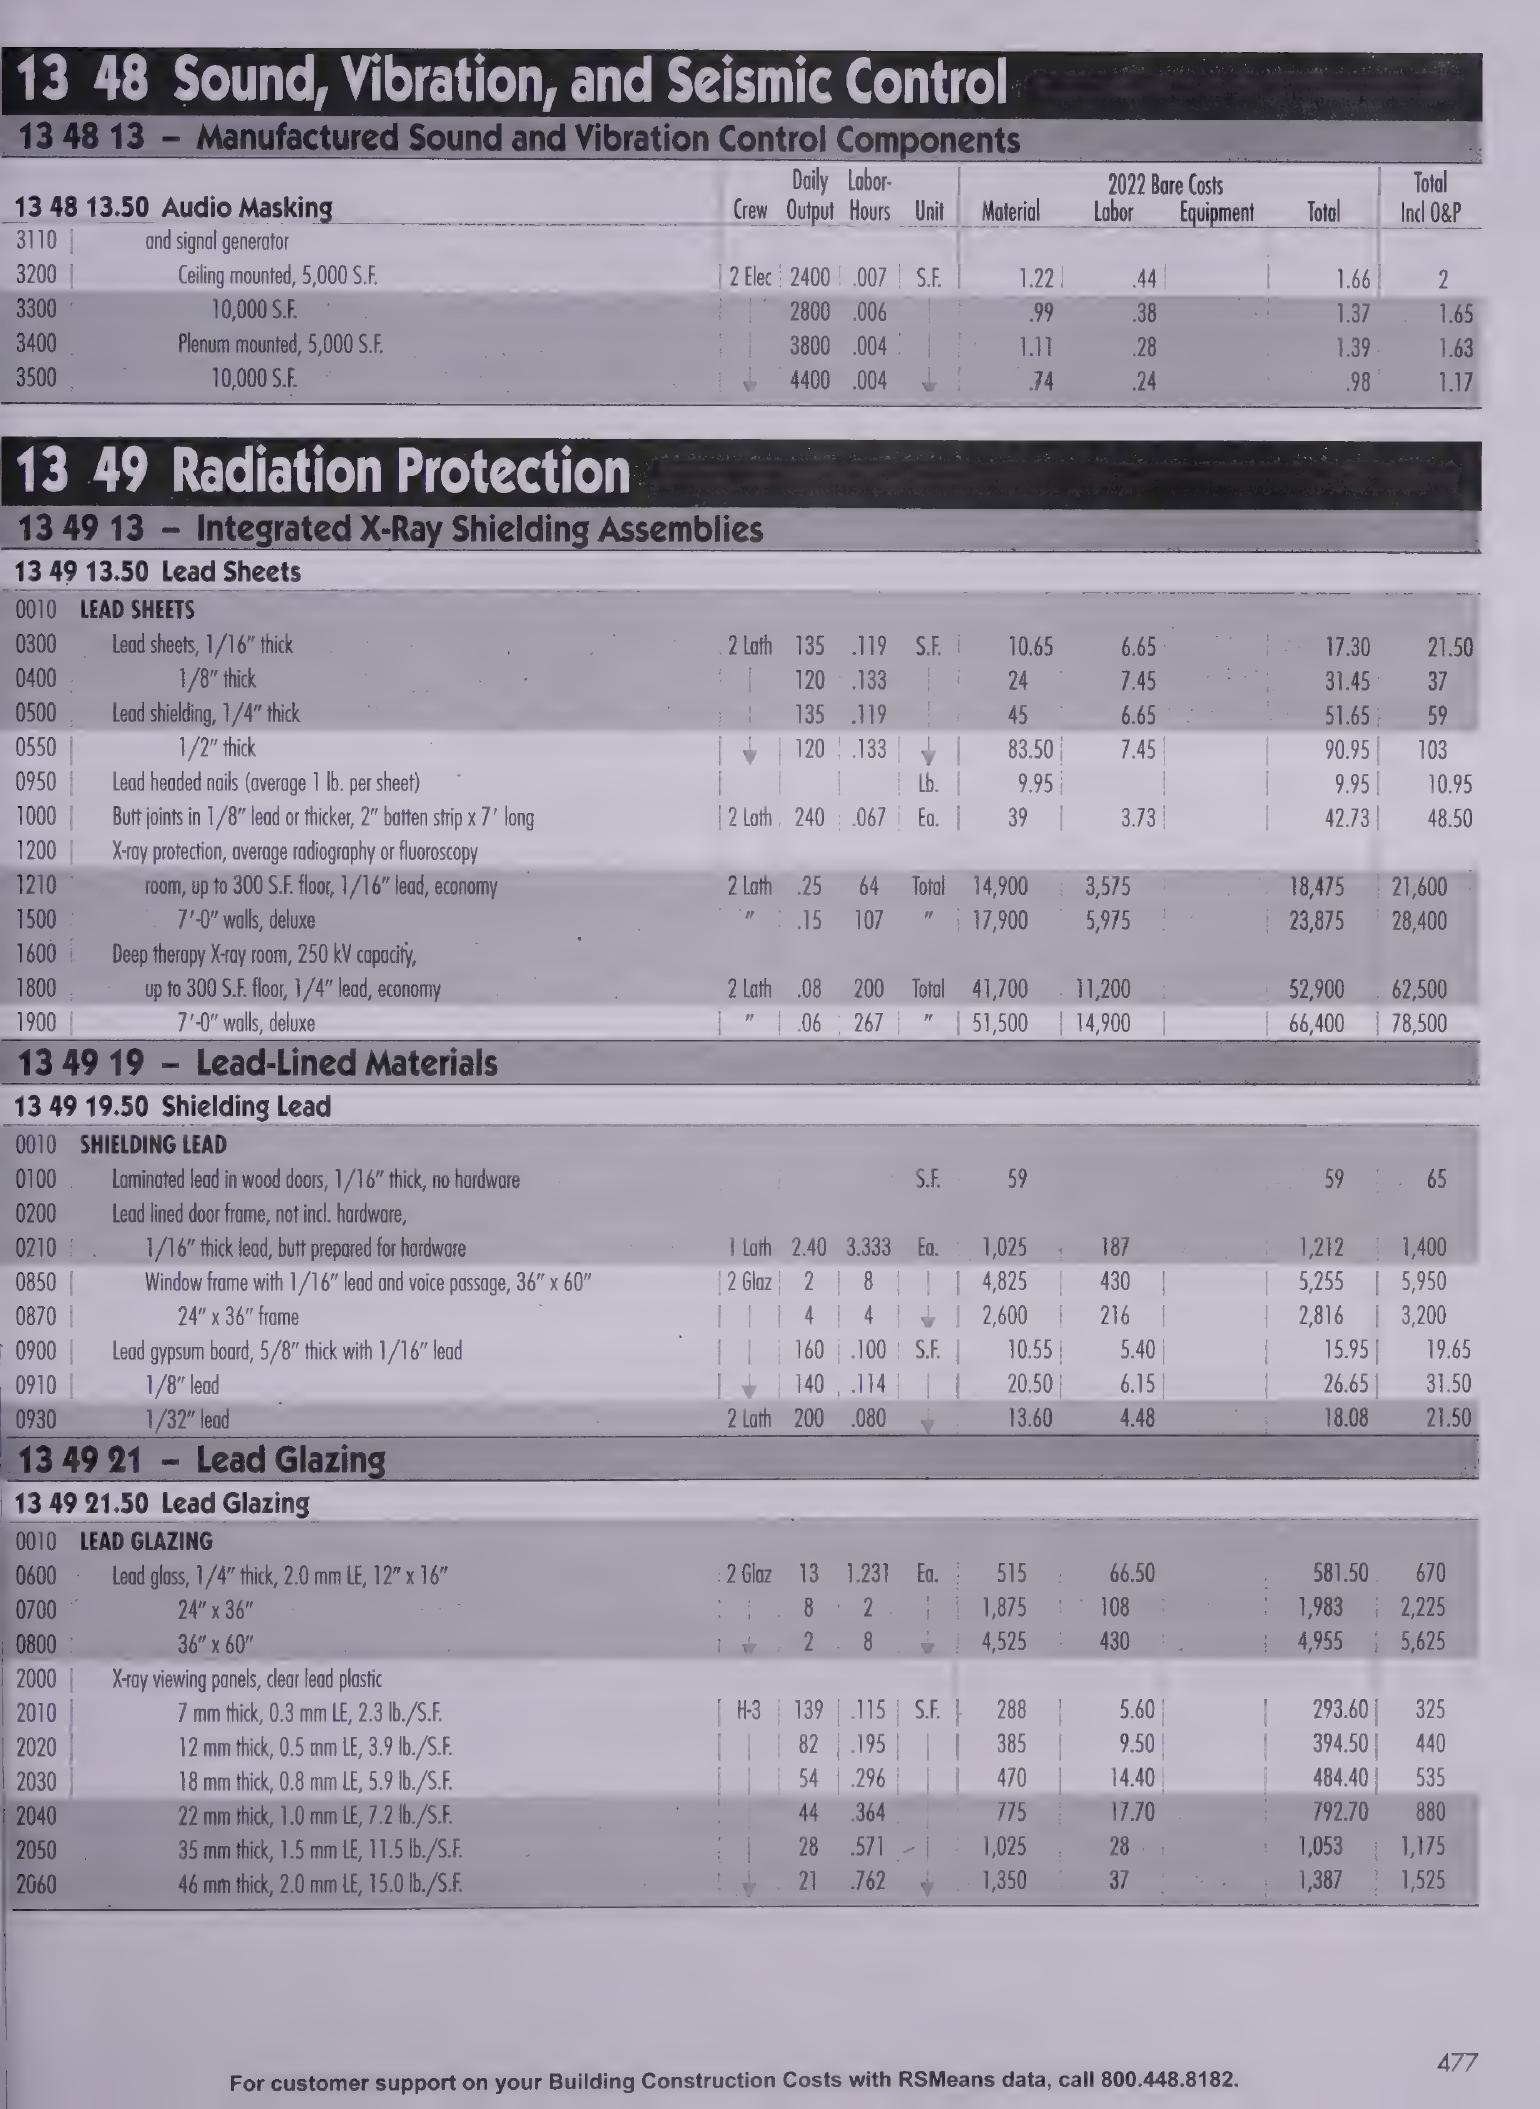 13 48 Sound, Vibration, and Seismic Control
13 48 13 – Manufactured Sound and Vibration Control Components
Daily Labor- 2022 Bare Costs Total
13 48 13.50 Audio Masking Crew Output Hours Unit Material Labor Equipment Total Incl O&P
3110 and signal generator
3200 Ceiling mounted, 5,000 S.F. 2 Elec 2400 .007 S.F. 1.22 .44 1.66 2
3300 10,000 S.F. 2800 .006 .99 .38 1.37 1.65
3400 Plenum mounted, 5,000 S.F. 3800 .004 1.11 .28 1.39 1.63
3500 10,000 S.F. 4400 .004 .74 .24 .98 1.17
13 49 Radiation Protection
13 49 13 – Integrated X-Ray Shielding Assemblies
13 49 13.50 Lead Sheets
0010 LEAD SHEETS
0300 Lead sheets, 1/16" thick 2 Lath 135 .119 S.F. 10.65 6.65 17.30 21.50
0400 1/8" thick 120 .133 24 7.45 31.45 37
0500 Lead shielding, 1/4" thick 135 .119 45 6.65 51.65 59
0550 1/2" thick 120 .133 83.50 7.45 90.95 103
0950 Lead headed nails (average 1 lb. per sheet) Lb. 9.95 9.95 10.95
1000 Butt joints in 1/8" lead or thicker, 2" batten strip x 7' long 2 Lath 240 .067 Ea. 39 3.73 42.73 48.50
1200 X-ray protection, average radiography or fluoroscopy
1210 room, up to 300 S.F. floor, 1/16" lead, economy 2 Lath .25 64 Total 14,900 3,575 18,475 21,600
1500 7'-0" walls, deluxe " .15 107 " 17,900 5,975 23,875 28,400
1600 Deep therapy X-ray room, 250 kV capacity,
1800 up to 300 S.F. floor, 1/4" lead, economy 2 Lath .08 200 Total 41,700 11,200 52,900 62,500
1900 7'-0" walls, deluxe " .06 267 " 51,500 14,900 66,400 78,500
13 49 19 – Lead-Lined Materials
13 49 19.50 Shielding Lead
0010 SHIELDING LEAD
0100 Laminated lead in wood doors, 1/16" thick, no hardware S.F. 59 59 65
0200 Lead lined door frame, not incl. hardware,
0210 1/16" thick lead, butt prepared for hardware 1 Lath 2.40 3.333 Ea. 1,025 187 1,212 1,400
0850 Window frame with 1/16" lead and voice passage, 36" x 60" 2 Glaz 2 8 4,825 430 5,255 5,950
0870 24" x 36" frame 4 4 2,600 216 2,816 3,200
0900 Lead gypsum board, 5/8" thick with 1/16" lead 160 .100 S.F. 10.55 5.40 15.95 19.65
0910 1/8" lead 140 .114 20.50 6.15 26.65 31.50
0930 1/32" lead 2 Lath 200 .080 13.60 4.48 18.08 21.50
13 49 21 – Lead Glazing
13 49 21.50 Lead Glazing
0010 LEAD GLAZING
0600 Lead glass, 1/4" thick, 2.0 mm LE, 12" x 16" 2 Glaz 13 1.231 Ea. 515 66.50 581.50 670
0700 24" x 36" 8 2 1,875 108 1,983 2,225
0800 36" x 60" 2 8 4,525 430 4,955 5,625
2000 X-ray viewing panels, clear lead plastic
2010 7 mm thick, 0.3 mm LE, 2.3 lb./S.F. H-3 139 .115 S.F. 288 5.60 293.60 325
2020 12 mm thick, 0.5 mm LE, 3.9 lb./S.F. 82 .195 385 9.50 394.50 440
2030 18 mm thick, 0.8 mm LE, 5.9 lb./S.F. 54 .296 470 14.40 484.40 535
2040 22 mm thick, 1.0 mm LE, 7.2 lb./S.F. 44 .364 775 17.70 792.70 880
2050 35 mm thick, 1.5 mm LE, 11.5 lb./S.F. 28 .571 1,025 28 1,053 1,175
2060 46 mm thick, 2.0 mm LE, 15.0 lb./S.F. 21 .762 1,350 37 1,387 1,525
477
For customer support on your Building Construction Costs with RSMeans data, call 800.448.8182.